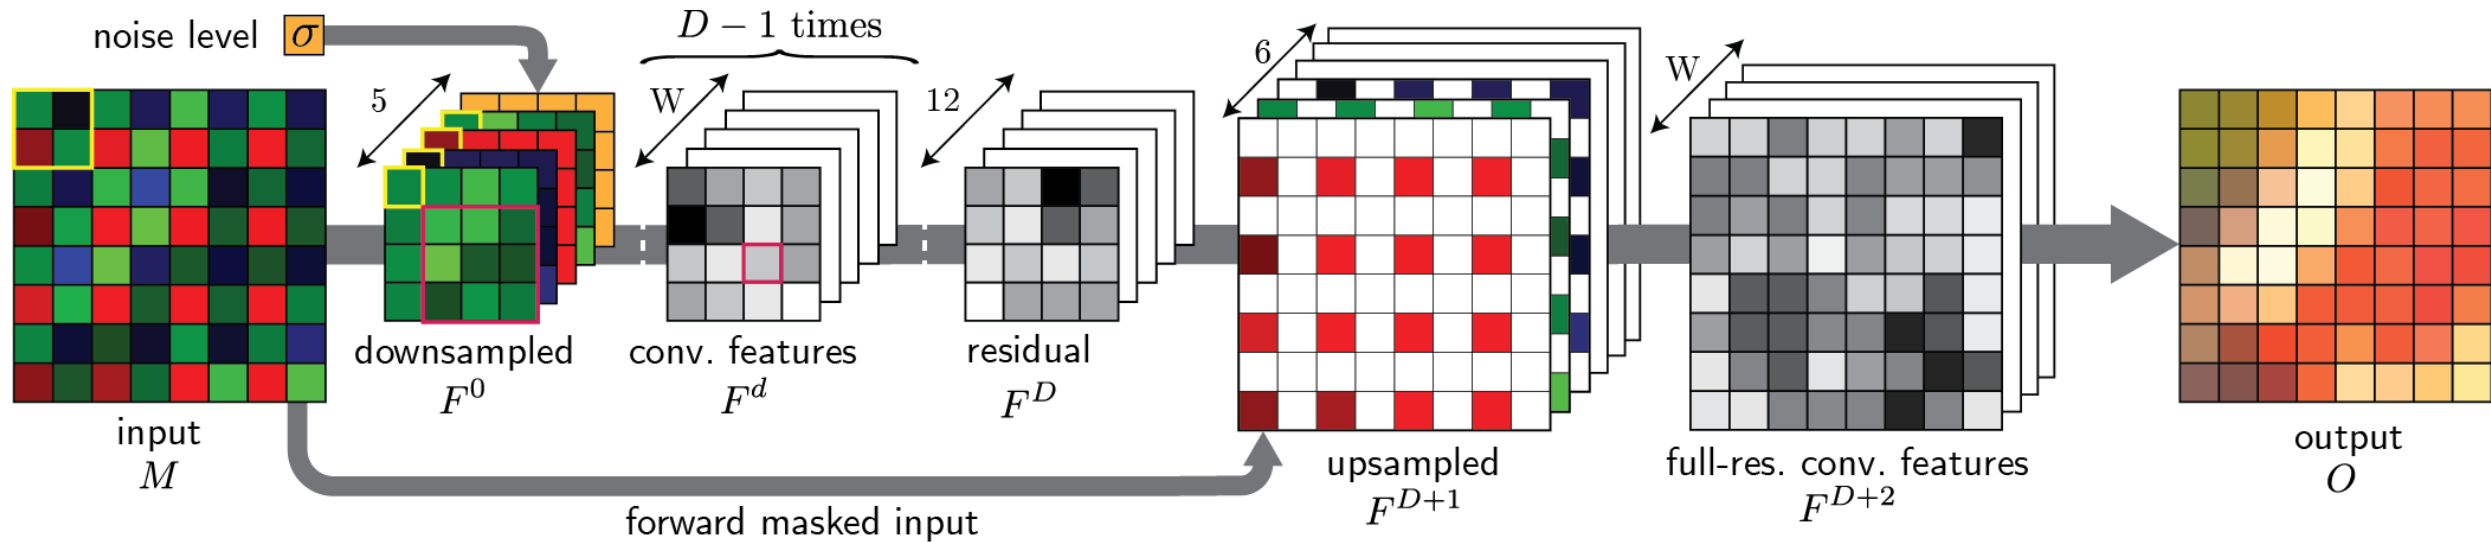 noise level σ
5
D − 1 times
W
12
6
W
input
M
downsampled
F^0
conv. features
F^d
residual
F^D
upsampled
F^{D+1}
full-res. conv. features
F^{D+2}
output
O
forward masked input